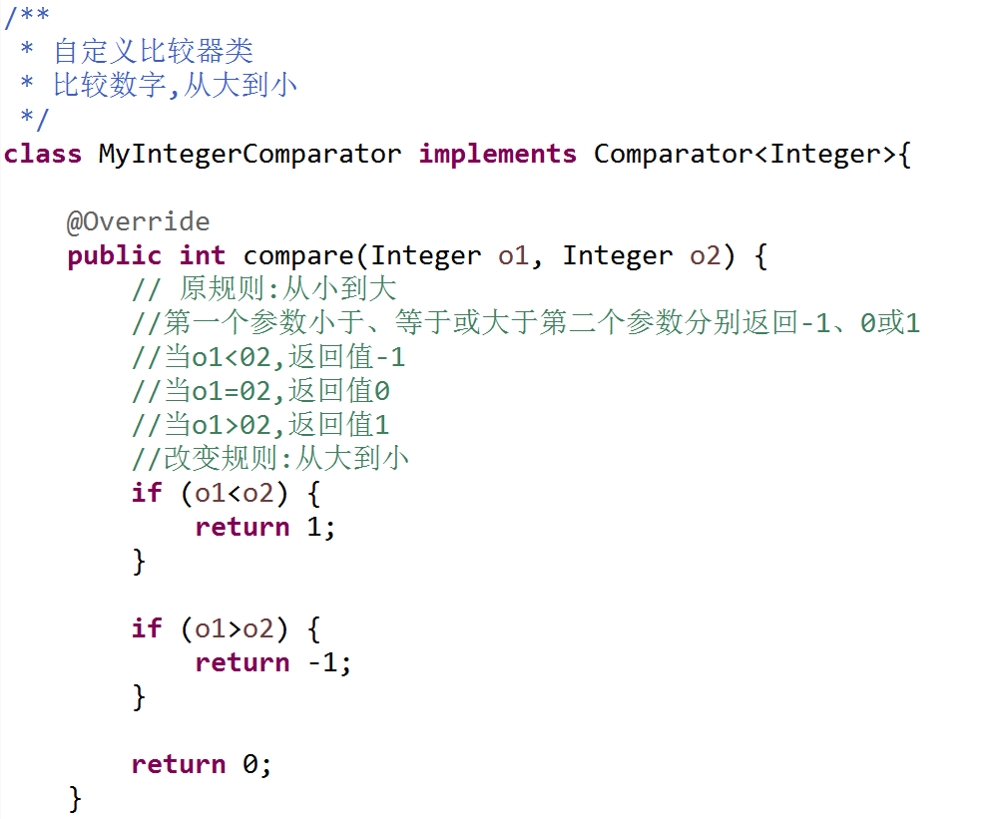 /**
 * 自定义比较器类
 * 比较数字,从大到小
 */
class MyIntegerComparator implements Comparator<Integer>{
@Override
public int compare(Integer o1, Integer o2) {
// 原规则:从小到大
//第一个参数小于、等于或大于第二个参数分别返回-1、0或1
//当o1<02,返回值-1
//当o1=02,返回值0
//当o1>02,返回值1
//改变规则:从大到小
if (o1<o2) {
return 1;
}
if (o1>o2) {
return -1;
}
return 0;
}